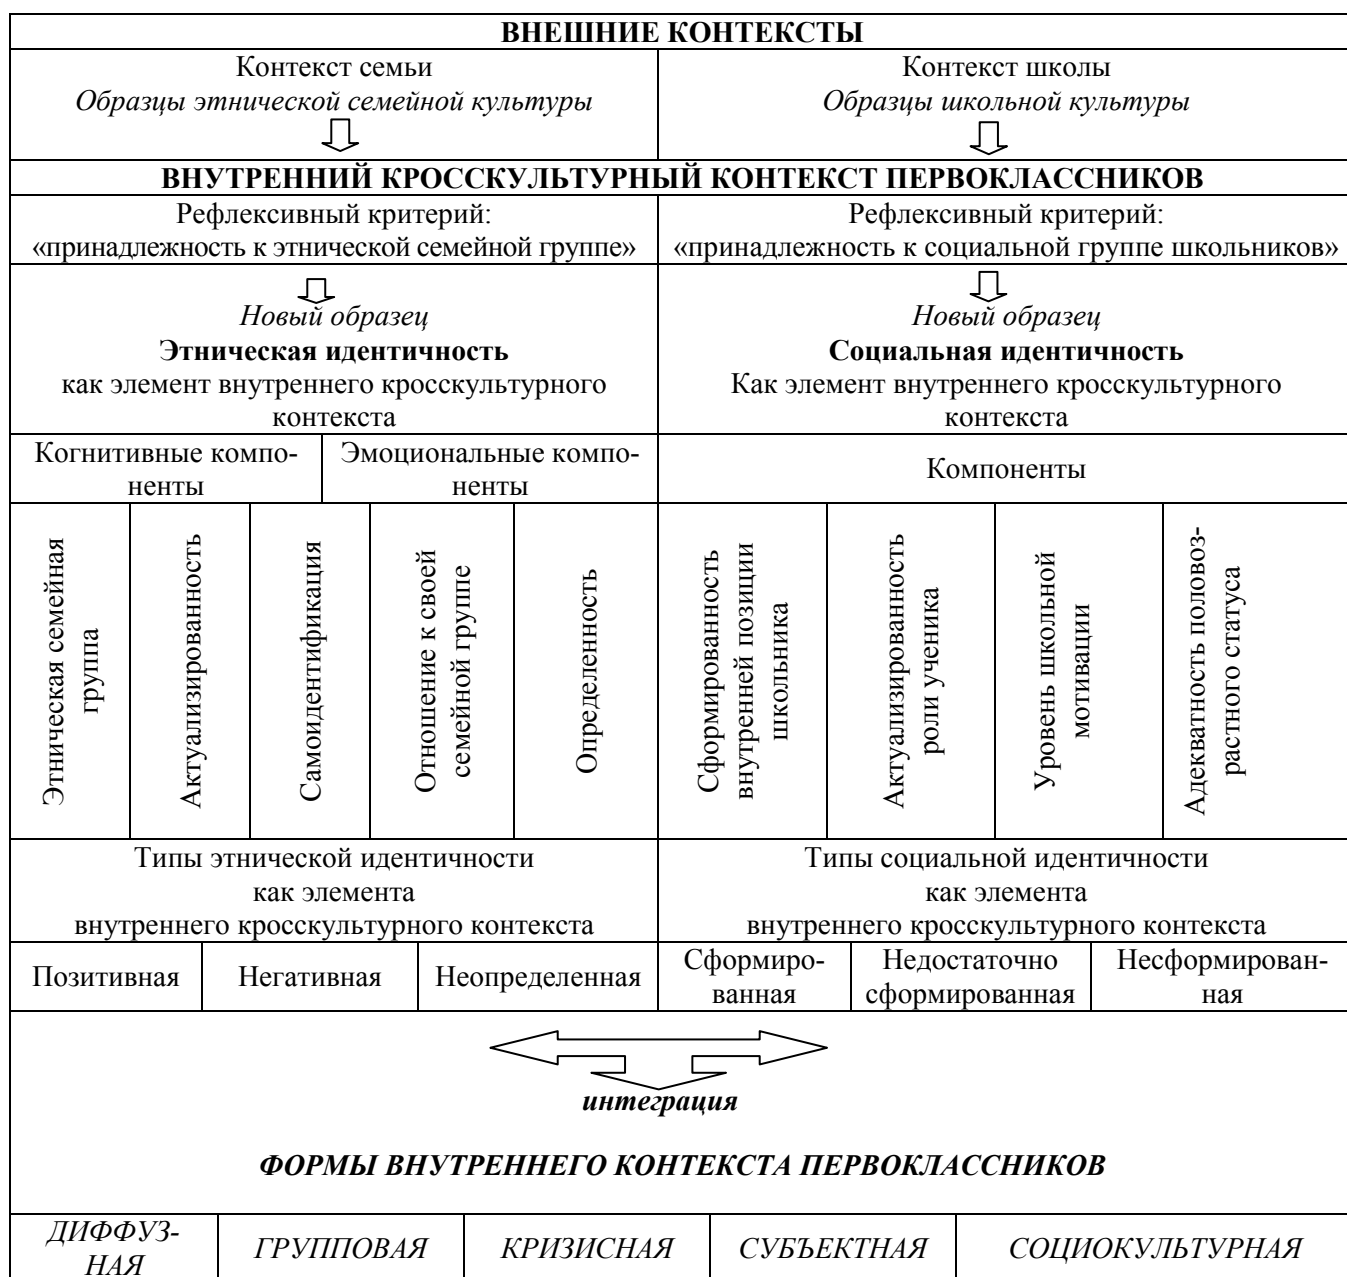 ВНЕШНИЕ КОНТЕКСТЫ
Контекст семьи
Образцы этнической семейной культуры
Контекст школы
Образцы школьной культуры
ВНУТРЕННИЙ КРОССКУЛЬТУРНЫЙ КОНТЕКСТ ПЕРВОКЛАССНИКОВ
Рефлексивный критерий:
«принадлежность к этнической семейной группе»
Рефлексивный критерий:
«принадлежность к социальной группе школьников»
Новый образец
Этническая идентичность
как элемент внутреннего кросскультурного
контекста
Новый образец
Социальная идентичность
Как элемент внутреннего кросскультурного
контекста
Когнитивные компо-
ненты
Эмоциональные компо-
ненты
Компоненты
Этническая семейная
группа
Актуализированность
Самоидентификация
Отношение к своей
семейной группе
Определенность
Сформированность
внутренней позиции
школьника
Актуализированность
роли ученика
Уровень школьной
мотивации
Адекватность половоз-
растного статуса
Типы этнической идентичности
как элемента
внутреннего кросскультурного контекста
Типы социальной идентичности
как элемента
внутреннего кросскультурного контекста
Позитивная
Негативная
Неопределенная
Сформиро-
ванная
Недостаточно
сформированная
Несформирован-
ная
интеграция
ФОРМЫ ВНУТРЕННЕГО КОНТЕКСТА ПЕРВОКЛАССНИКОВ
ДИФФУЗ-
НАЯ
ГРУППОВАЯ
КРИЗИСНАЯ
СУБЪЕКТНАЯ
СОЦИОКУЛЬТУРНАЯ